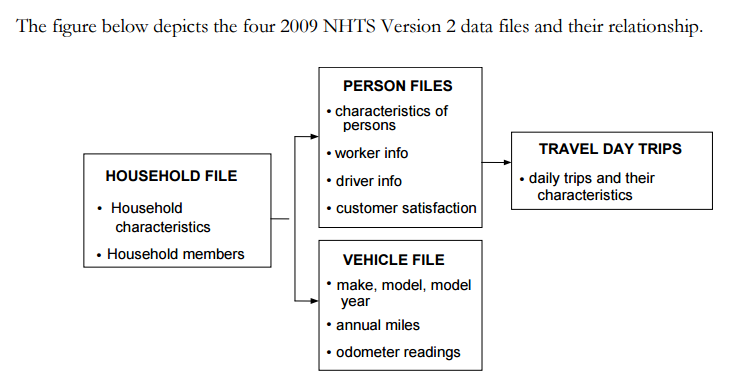 The figure below depicts the four 2009 NHTS Version 2 data files and their relationship.
HOUSEHOLD FILE
• Household
characteristics
• Household members
PERSON FILES
• characteristics of
persons
• worker info
• driver info
• customer satisfaction
VEHICLE FILE
• make, model, model
year
• annual miles
• odometer readings
TRAVEL DAY TRIPS
• daily trips and their
characteristics